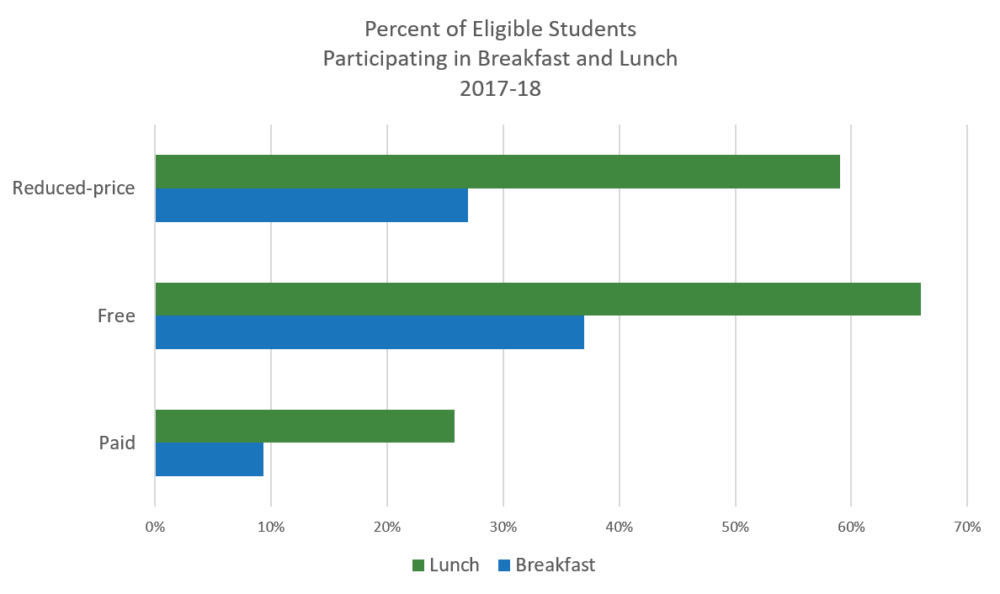 Percent of Eligible Students
Participating in Breakfast and Lunch
2017-18
Reduced-price
Free
Paid
0% 10% 20% 30% 40% 50% 60% 70%
Lunch Breakfast